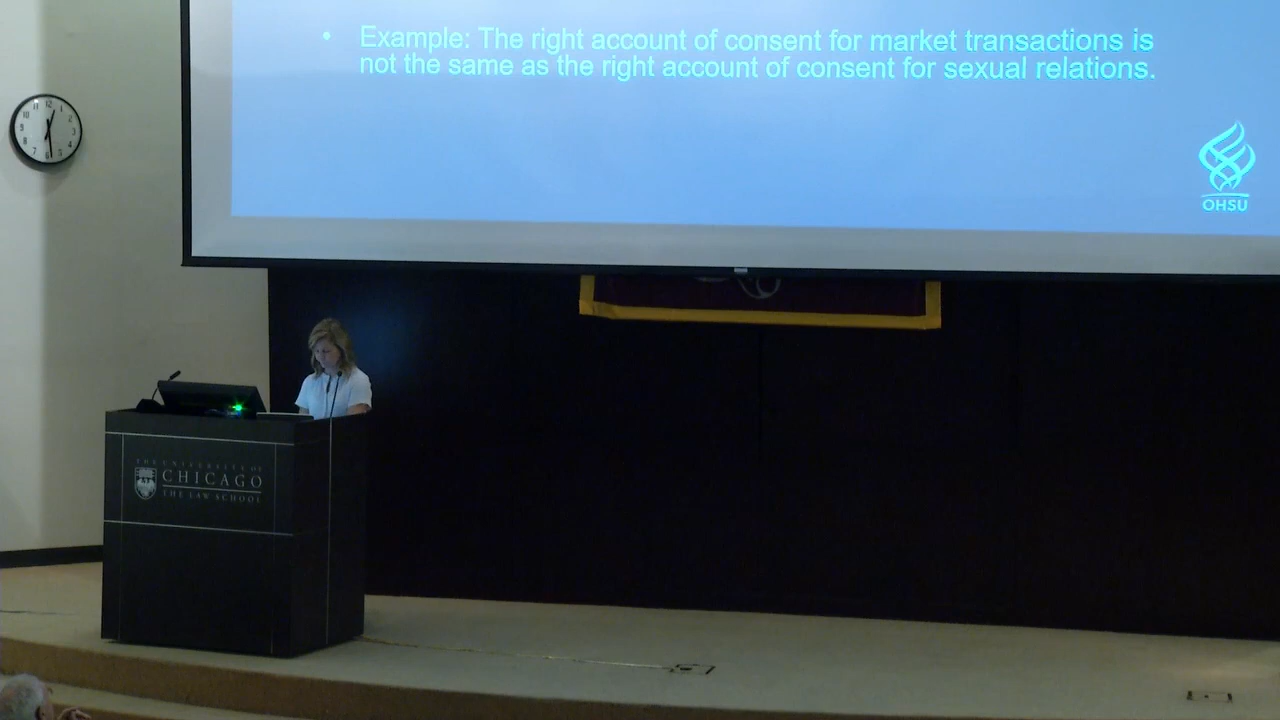 • Example: The right account of consent for market transactions is
not the same as the right account of consent for sexual relations.
OHSU
THE UNIVERSITY OF
CHICAGO
THE LAW SCHOOL